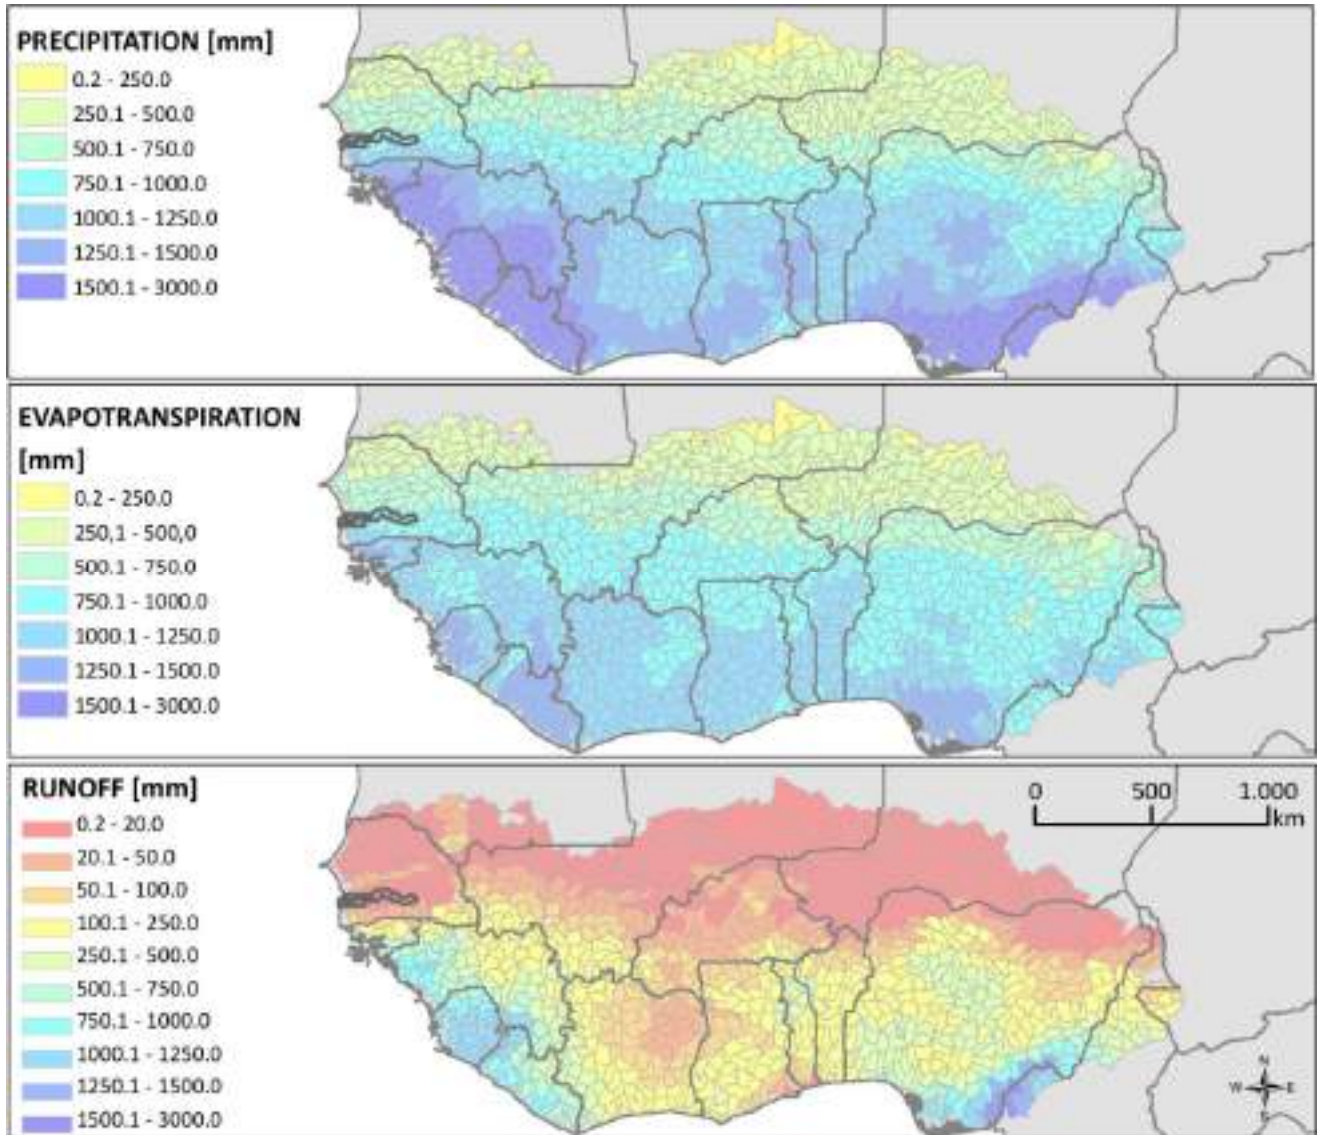 PRECIPITATION [mm]
0.2 - 250.0
250.1 - 500.0
500.1 - 750.0
750.1 - 1000.0
1000.1 - 1250.0
1250.1 - 1500.0
1500.1 - 3000.0
EVAPOTRANSPIRATION
[mm]
0.2 - 250.0
250,1 - 500,0
500.1 - 750.0
750.1 - 1000.0
1000.1 - 1250.0
1250.1 - 1500.0
1500.1 - 3000.0
RUNOFF [mm]
0.2 - 20.0
20.1 - 50.0
50.1 - 100.0
100.1 - 250.0
250.1 - 500.0
500.1 - 750.0
750.1 - 1000.0
1000.1 - 1250.0
1250.1 - 1500.0
1500.1 - 3000.0
0 500 1.000
km
N
W E
S